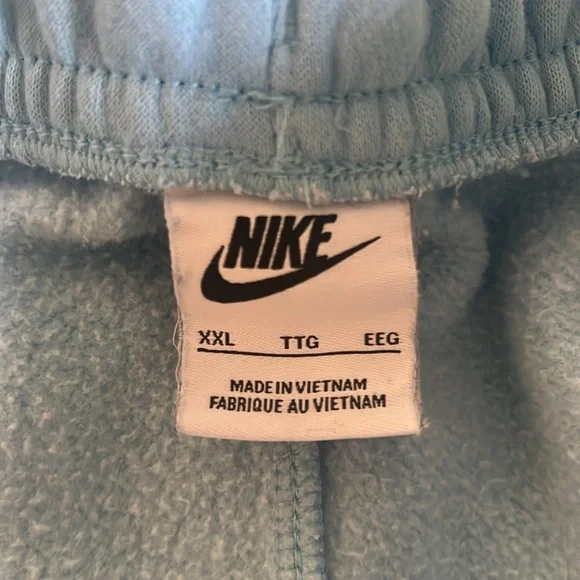 NIKE
XXL TTG EEG
MADE IN VIETNAM
FABRIQUE AU VIETNAM